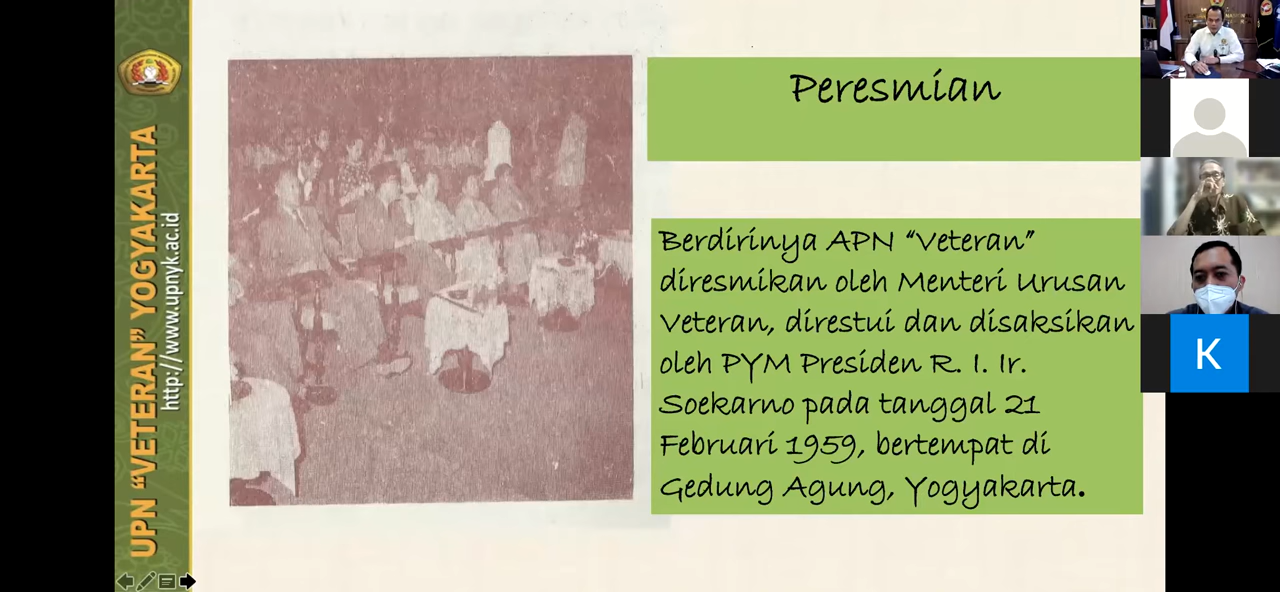 UPN “VETERAN” YOGYAKARTA
http://www.upnyk.ac.id
Peresmian
Berdirinya APN “Veteran”
diresmikan oleh Menteri Urusan
Veteran, direstui dan disaksikan
oleh PYM Presiden R. I. Ir.
Soekarno pada tanggal 21
Februari 1959, bertempat di
Gedung Agung, Yogyakarta.
K